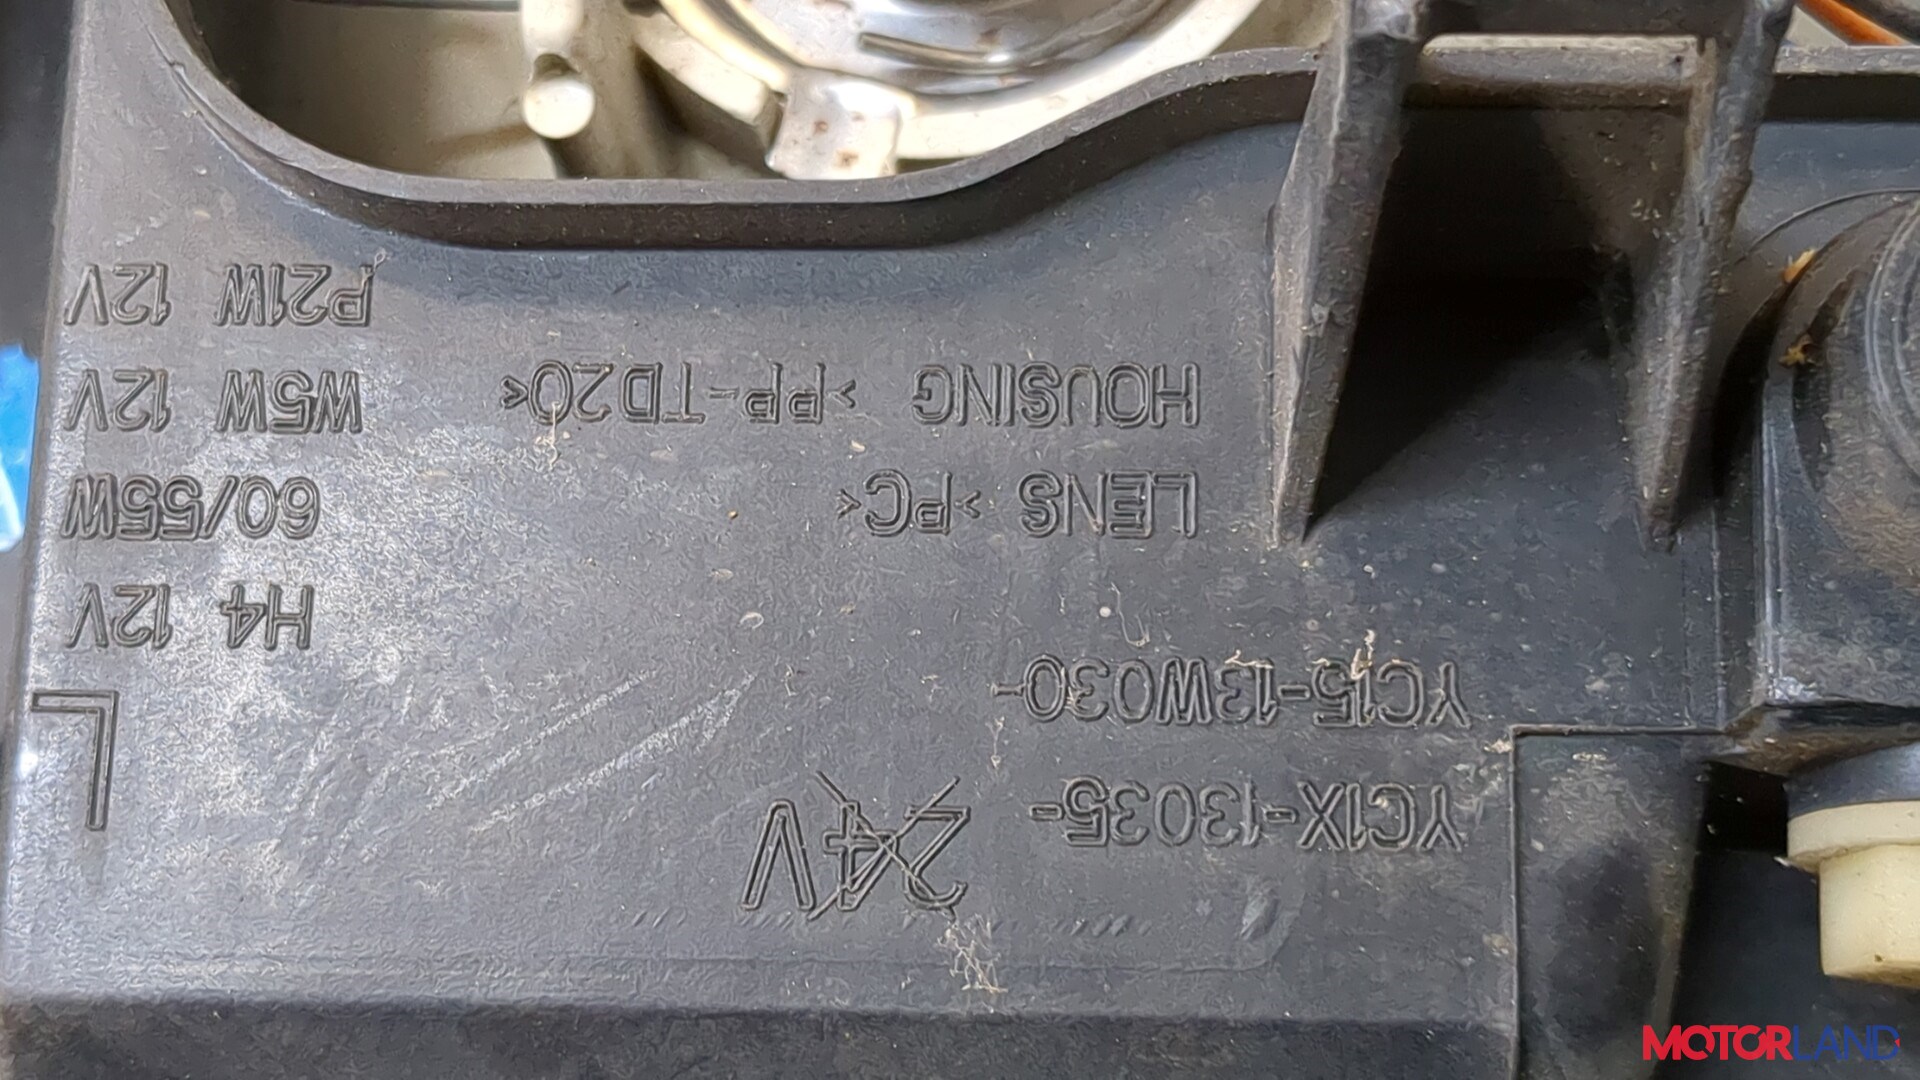 YC1X-13035-
24V
YC15-13W030-
L
LENS >PC<
HOUSING >PP-TD20<
H4 12V
60/55W
W5W 12V
P21W 12V
MOTORLAND